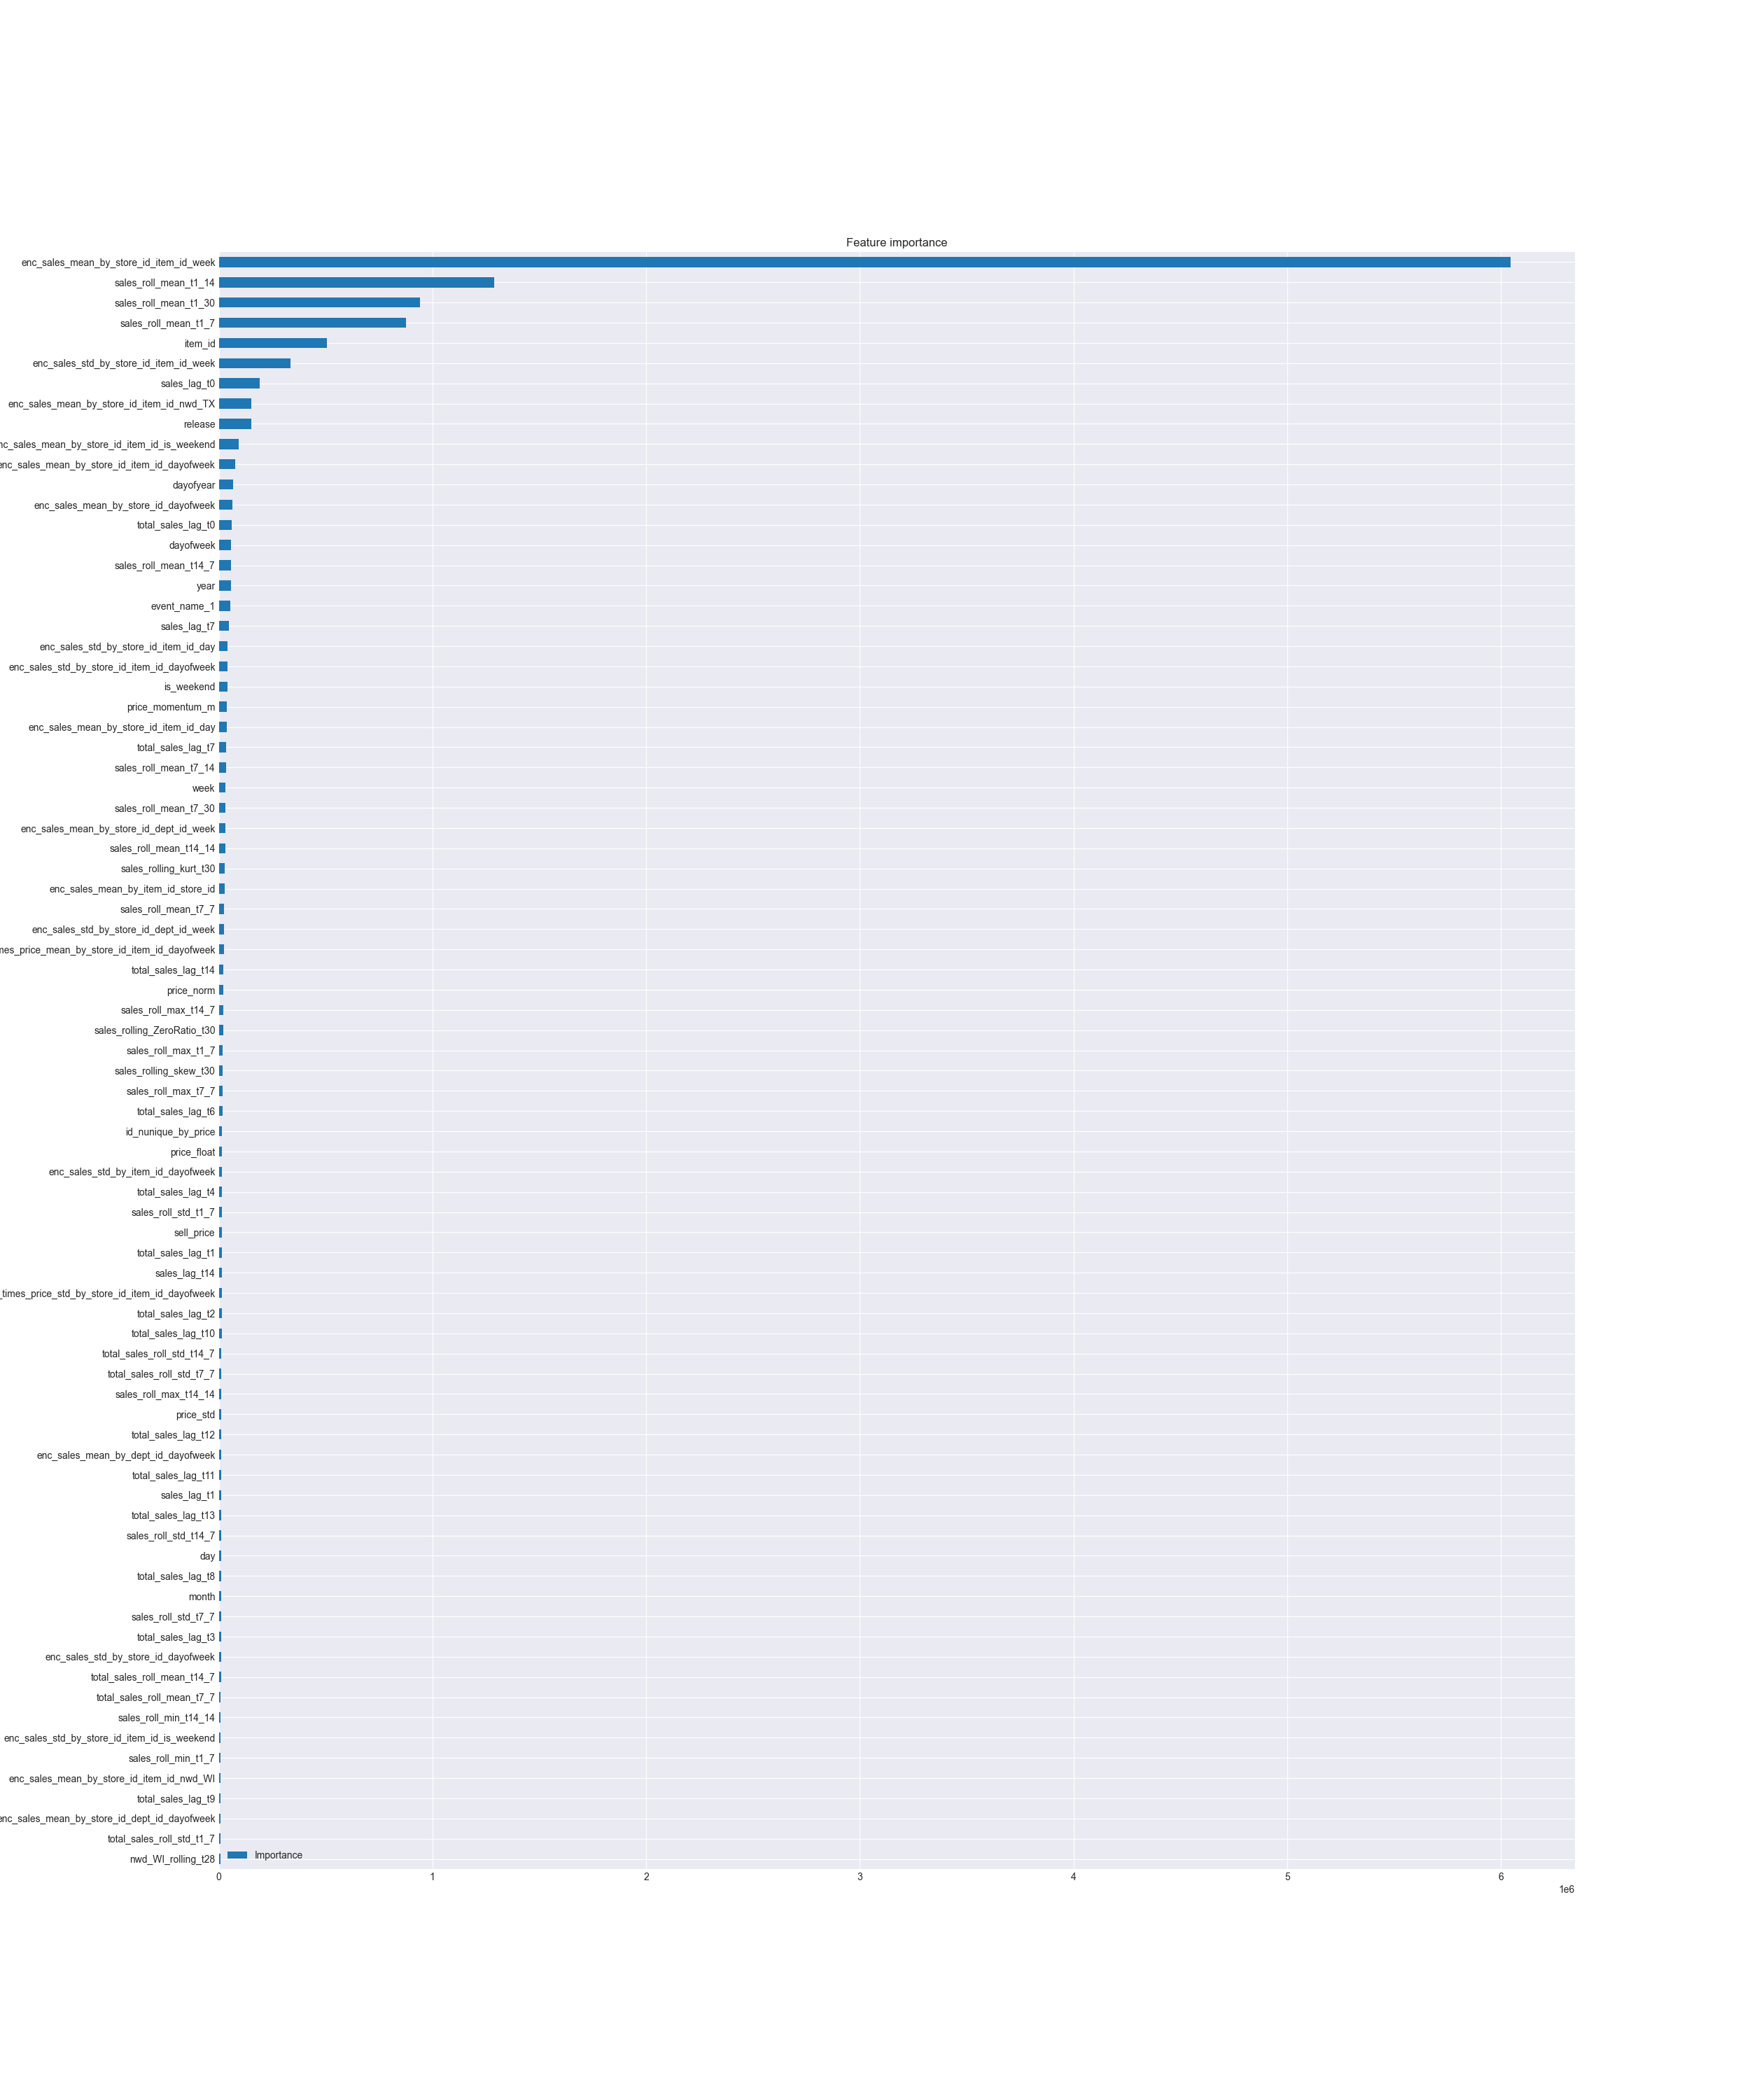 Feature importance
enc_sales_mean_by_store_id_item_id_week
sales_roll_mean_t1_14
sales_roll_mean_t1_30
sales_roll_mean_t1_7
item_id
enc_sales_std_by_store_id_item_id_week
sales_lag_t0
enc_sales_mean_by_store_id_item_id_nwd_TX
release
nc_sales_mean_by_store_id_item_id_is_weekend
enc_sales_mean_by_store_id_item_id_dayofweek
dayofyear
enc_sales_mean_by_store_id_dayofweek
total_sales_lag_t0
dayofweek
sales_roll_mean_t14_7
year
event_name_1
sales_lag_t7
enc_sales_std_by_store_id_item_id_day
enc_sales_std_by_store_id_item_id_dayofweek
is_weekend
price_momentum_m
enc_sales_mean_by_store_id_item_id_day
total_sales_lag_t7
sales_roll_mean_t7_14
week
sales_roll_mean_t7_30
enc_sales_mean_by_store_id_dept_id_week
sales_roll_mean_t14_14
sales_rolling_kurt_t30
enc_sales_mean_by_item_id_store_id
sales_roll_mean_t7_7
enc_sales_std_by_store_id_dept_id_week
mes_price_mean_by_store_id_item_id_dayofweek
total_sales_lag_t14
price_norm
sales_roll_max_t14_7
sales_rolling_ZeroRatio_t30
sales_roll_max_t1_7
sales_rolling_skew_t30
sales_roll_max_t7_7
total_sales_lag_t6
id_nunique_by_price
price_float
enc_sales_std_by_item_id_dayofweek
total_sales_lag_t4
sales_roll_std_t1_7
sell_price
total_sales_lag_t1
sales_lag_t14
_times_price_std_by_store_id_item_id_dayofweek
total_sales_lag_t2
total_sales_lag_t10
total_sales_roll_std_t14_7
total_sales_roll_std_t7_7
sales_roll_max_t14_14
price_std
total_sales_lag_t12
enc_sales_mean_by_dept_id_dayofweek
total_sales_lag_t11
sales_lag_t1
total_sales_lag_t13
sales_roll_std_t14_7
day
total_sales_lag_t8
month
sales_roll_std_t7_7
total_sales_lag_t3
enc_sales_std_by_store_id_dayofweek
total_sales_roll_mean_t14_7
total_sales_roll_mean_t7_7
sales_roll_min_t14_14
enc_sales_std_by_store_id_item_id_is_weekend
sales_roll_min_t1_7
enc_sales_mean_by_store_id_item_id_nwd_WI
total_sales_lag_t9
enc_sales_mean_by_store_id_dept_id_dayofweek
total_sales_roll_std_t1_7
nwd_WI_rolling_t28
Importance
0 1 2 3 4 5 6
1e6